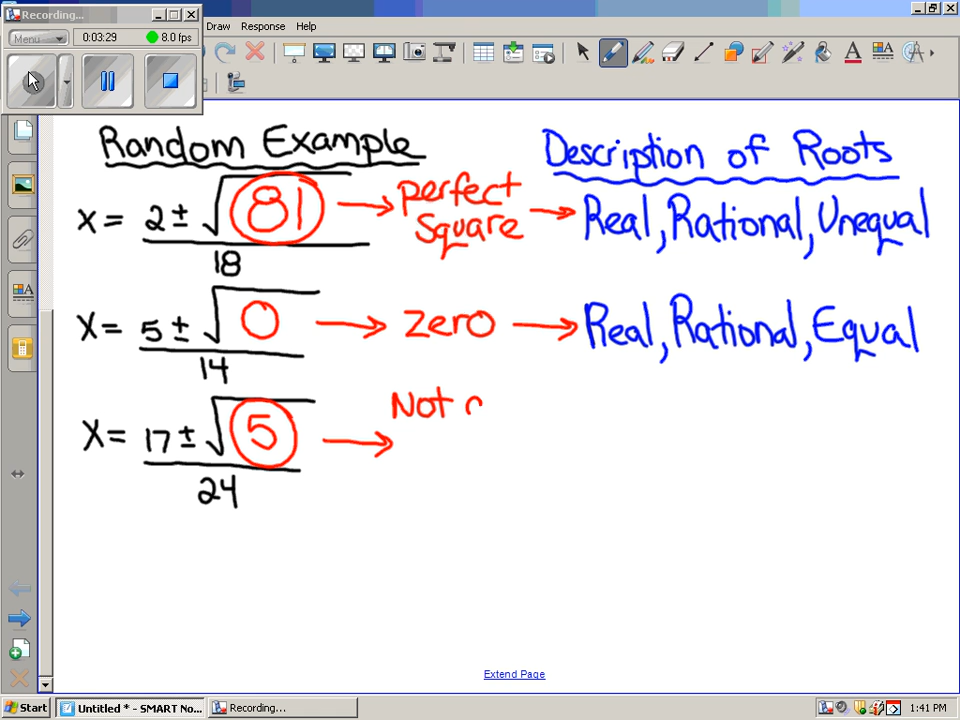 Recording...
Menu
0:03:29
8.0 fps
Draw Response Help
Random Example
Description of Roots
x = 2 ± √81 / 18 → perfect square → Real, Rational, Unequal
x = 5 ± √0 / 14 → zero → Real, Rational, Equal
x = 17 ± √5 / 24 → Not
Extend Page
Start
Untitled * - SMART No...
Recording...
1:41 PM